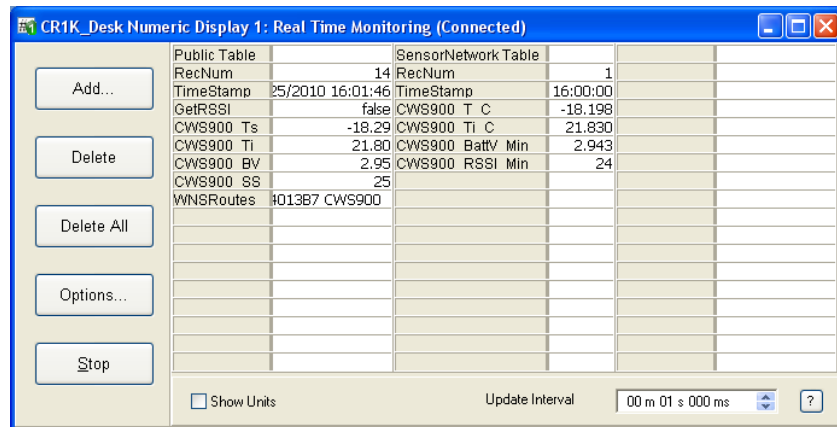 CR1K_Desk Numeric Display 1: Real Time Monitoring (Connected)
Add...
Delete
Delete All
Options...
Stop
Public Table SensorNetwork Table
RecNum 14 RecNum 1
TimeStamp 25/2010 16:01:46 TimeStamp 16:00:00
GetRSSI false CWS900_T_C -18.198
CWS900_Ts -18.29 CWS900_Ti_C 21.830
CWS900_Ti 21.80 CWS900_BattV_Min 2.943
CWS900_BV 2.95 CWS900_RSSI_Min 24
CWS900_SS 25
WNSRoutes 4013B7 CWS900
Show Units
Update Interval 00 m 01 s 000 ms ?